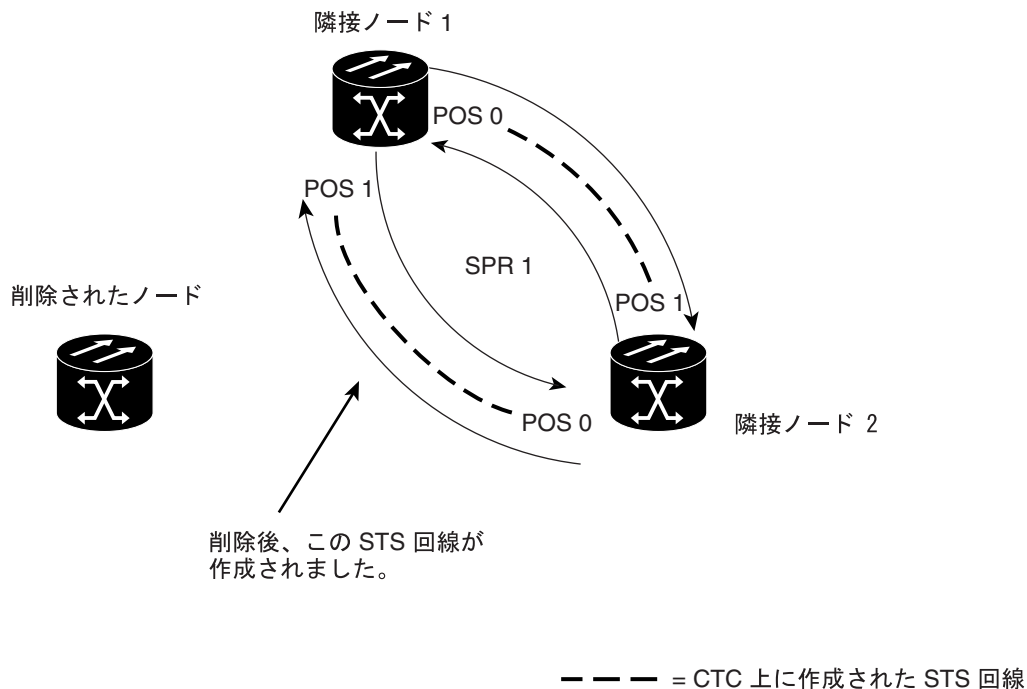 隣接ノード 1
POS 0
POS 1
SPR 1
削除されたノード
POS 1
POS 0
隣接ノード 2
削除後、この STS 回線が
作成されました。
= CTC 上に作成された STS 回線